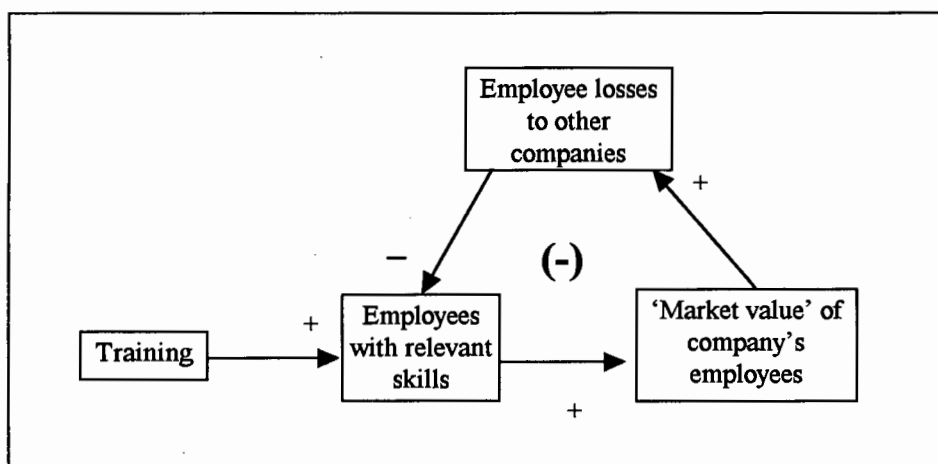 Employee losses
to other
companies
+
–
(-)
Employees
with relevant
skills
‘Market value’ of
company’s
employees
+
Training
+